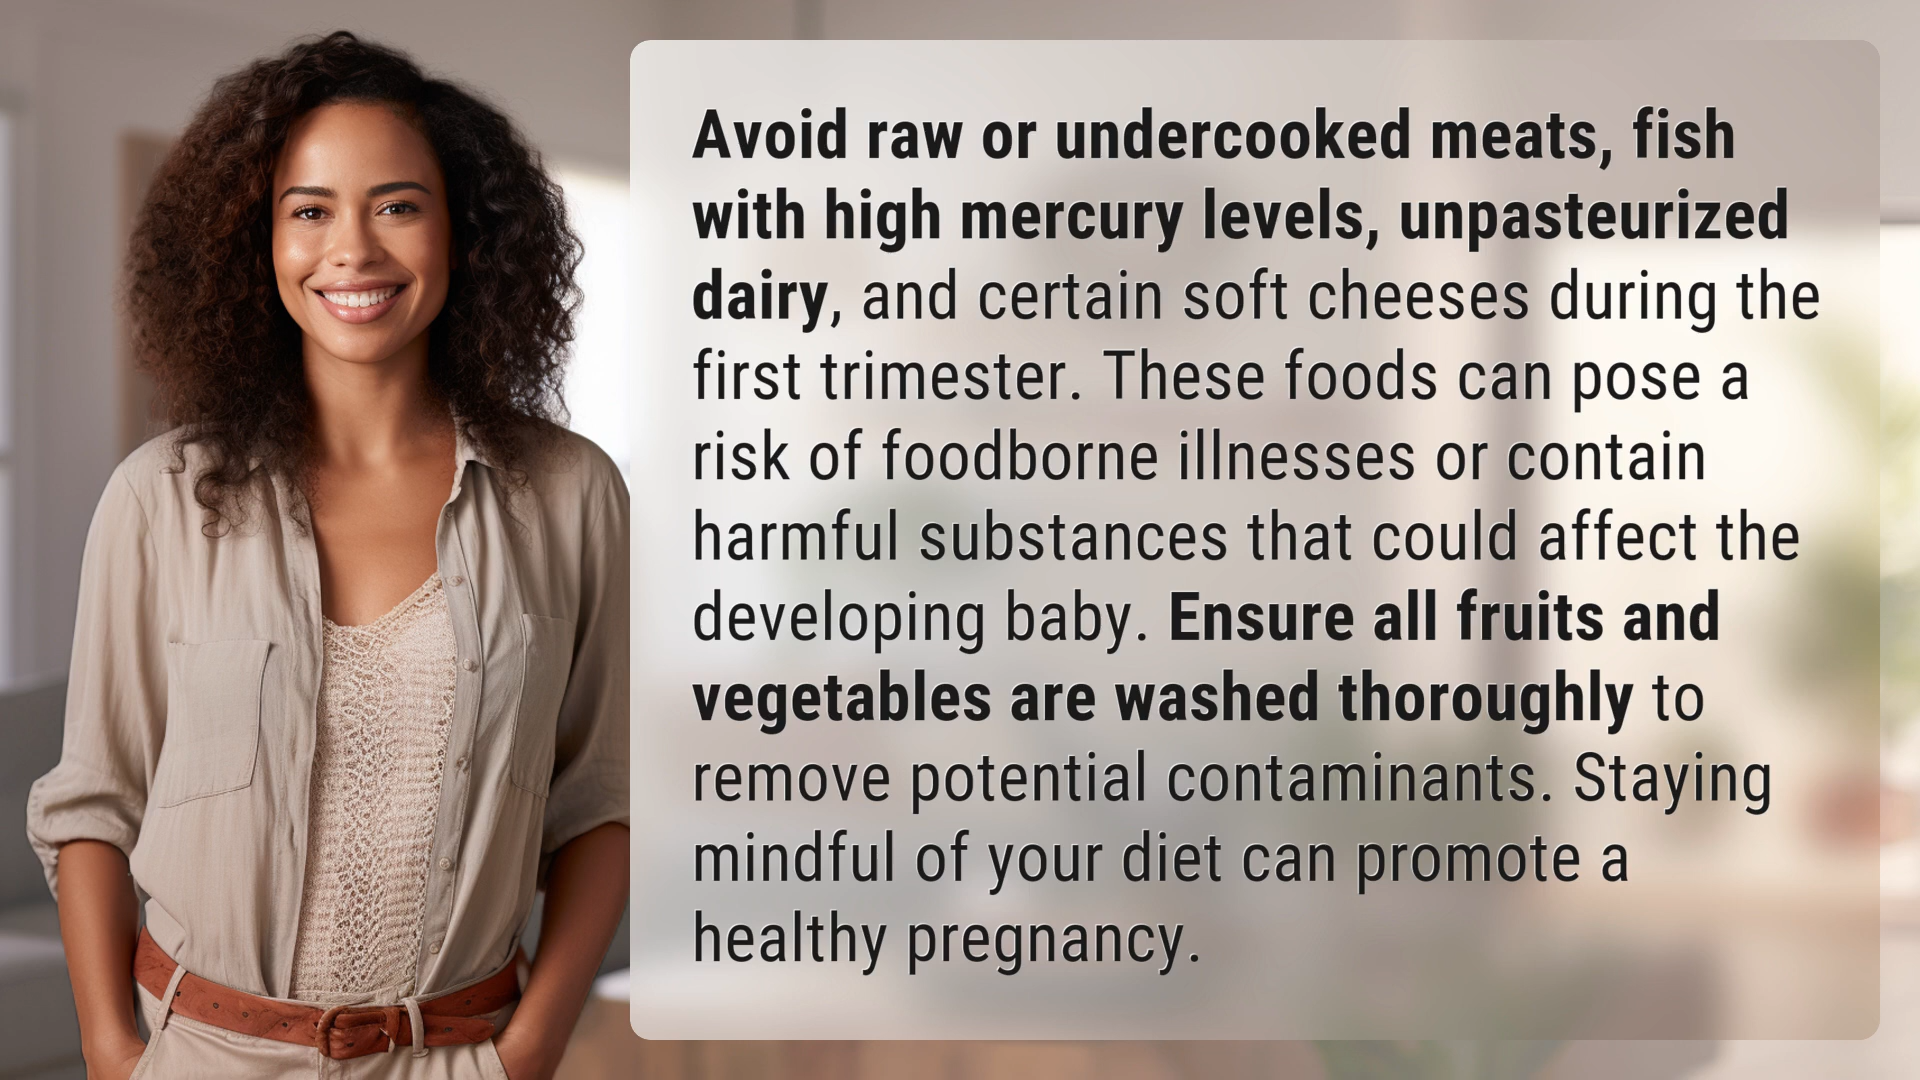 Avoid raw or undercooked meats, fish
with high mercury levels, unpasteurized
dairy, and certain soft cheeses during the
first trimester. These foods can pose a
risk of foodborne illnesses or contain
harmful substances that could affect the
developing baby. Ensure all fruits and
vegetables are washed thoroughly to
remove potential contaminants. Staying
mindful of your diet can promote a
healthy pregnancy.